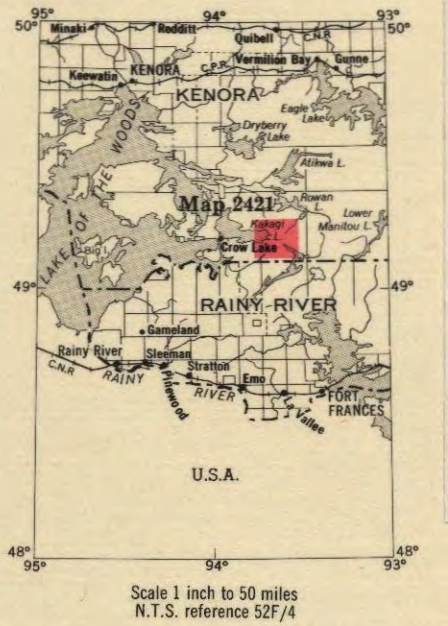 95°
94°
93°
50°
50°
Minaki
Redditt
Quibell
C.N.R.
Vermilion Bay
Gunne
Keewatin
KENORA
C.P.R.
KENORA
Eagle
Lake
Dryberry
Lake
Atikwa L.
LAKE OF THE WOODS
Rowan
L.
Map 2421
Lower
Manitou L.
Kakagi
L.
Crow Lake
Big I.
49°
49°
RAINY RIVER
Gameland
Rainy River
Sleeman
C.N.R.
Stratton
RAINY RIVER
Emo
Pinewood
La Vallee
FORT
FRANCES
U.S.A.
48°
48°
95°
94°
93°
Scale 1 inch to 50 miles
N.T.S. reference 52F/4